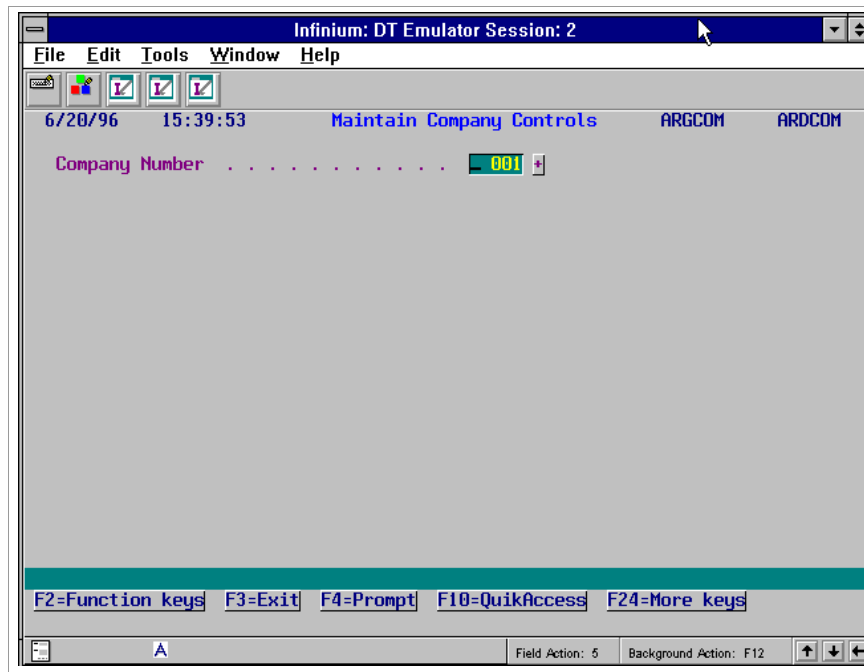 Infinium: DT Emulator Session: 2
File Edit Tools Window Help
6/20/96 15:39:53 Maintain Company Controls ARGCOM ARDCOM
Company Number . . . . . . . . . . . _ 001 +
F2=Function keys F3=Exit F4=Prompt F10=QuikAccess F24=More keys
A Field Action: 5 Background Action: F12